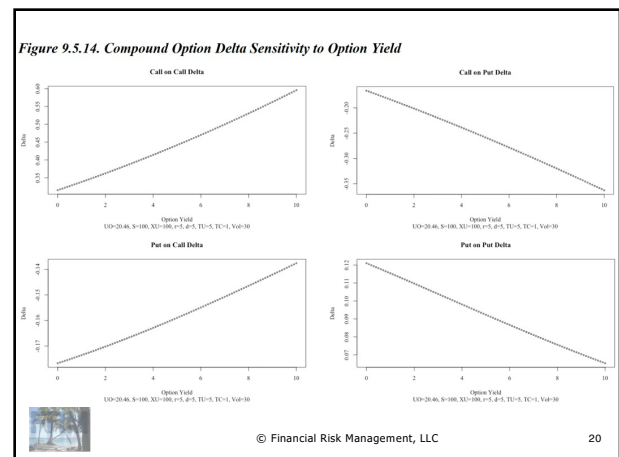 Figure 9.5.14. Compound Option Delta Sensitivity to Option Yield
Call on Call Delta
Delta
0.60
0.55
0.50
0.45
0.40
0.35
0 2 4 6 8 10
Option Yield
UO=20.46, S=100, XU=100, r=5, d=5, TU=5, TC=1, Vol=30
Call on Put Delta
Delta
-0.20
-0.25
-0.30
-0.35
0 2 4 6 8 10
Option Yield
UO=20.46, S=100, XU=100, r=5, d=5, TU=5, TC=1, Vol=30
Put on Call Delta
Delta
-0.14
-0.15
-0.16
-0.17
0 2 4 6 8 10
Option Yield
UO=20.46, S=100, XU=100, r=5, d=5, TU=5, TC=1, Vol=30
Put on Put Delta
Delta
0.12
0.11
0.10
0.09
0.08
0.07
0 2 4 6 8 10
Option Yield
UO=20.46, S=100, XU=100, r=5, d=5, TU=5, TC=1, Vol=30
© Financial Risk Management, LLC
20